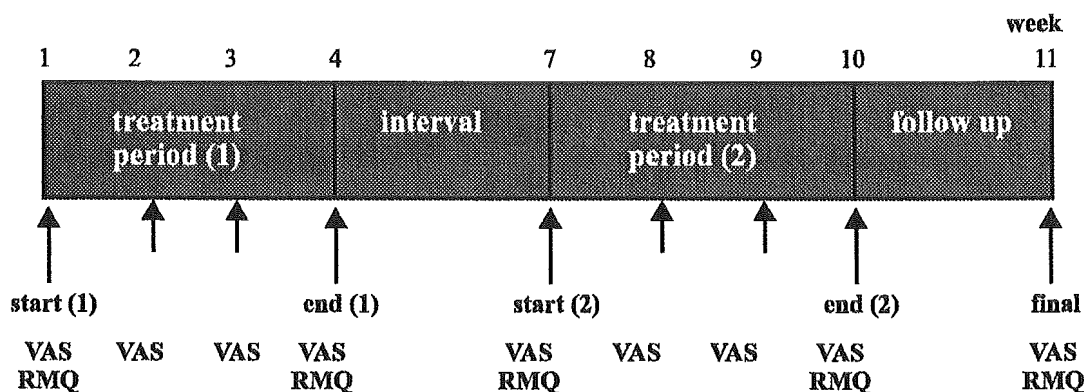 week
1 2 3 4 7 8 9 10 11
treatment period (1) interval treatment period (2) follow up
start (1) end (1) start (2) end (2) final
VAS VAS VAS VAS VAS VAS VAS VAS VAS
RMQ RMQ RMQ RMQ RMQ